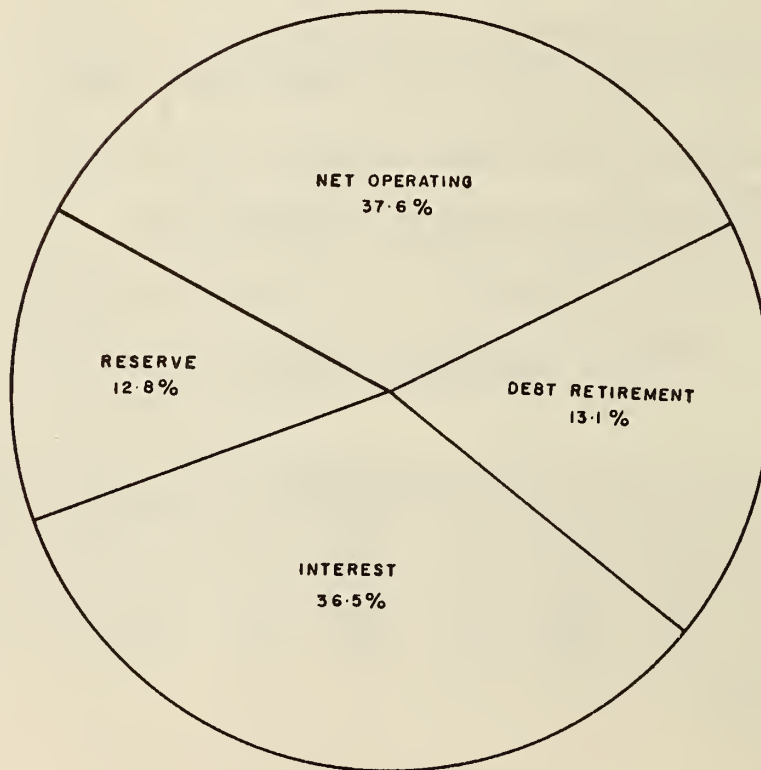 NET OPERATING
37·6%
RESERVE
12·8%
DEBT RETIREMENT
13·1%
INTEREST
36·5%